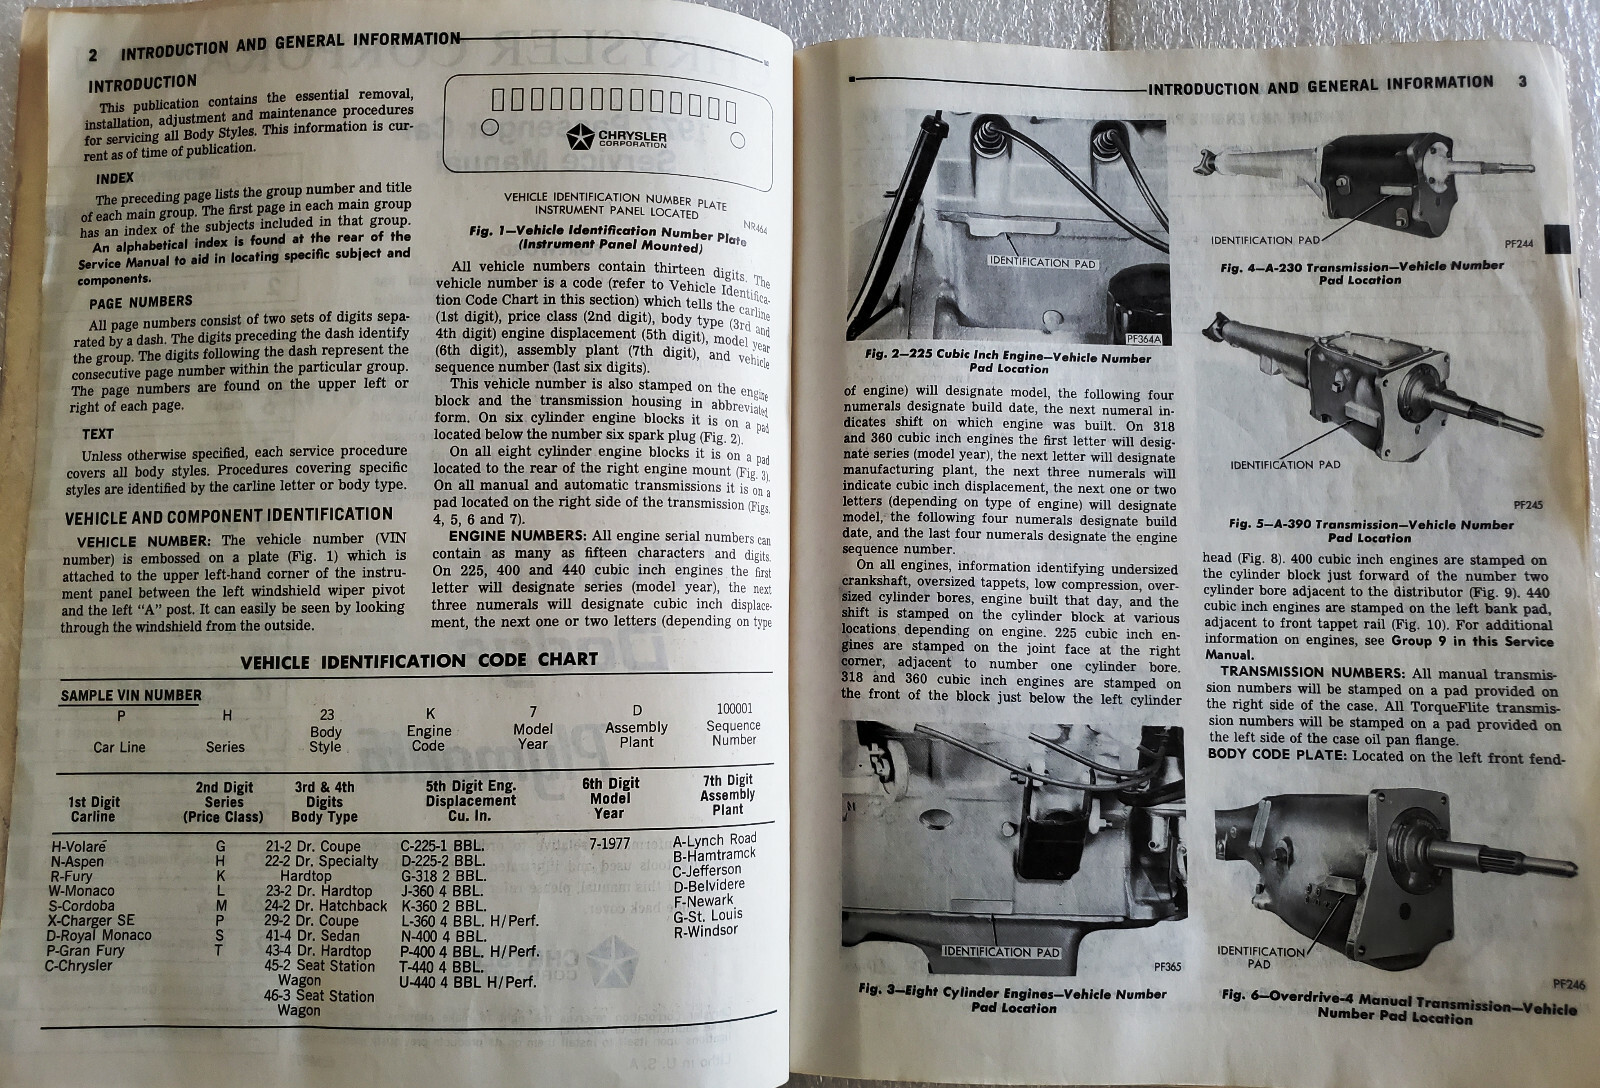 2 INTRODUCTION AND GENERAL INFORMATION
INTRODUCTION
This publication contains the essential removal,
installation, adjustment and maintenance procedures
for servicing all Body Styles. This information is cur-
rent as of time of publication.
INDEX
The preceding page lists the group number and title
of each main group. The first page in each main group
has an index of the subjects included in that group.
An alphabetical index is found at the rear of the
Service Manual to aid in locating specific subject and
components.
PAGE NUMBERS
All page numbers consist of two sets of digits sepa-
rated by a dash. The digits preceding the dash identify
the group. The digits following the dash represent the
consecutive page number within the particular group.
The page numbers are found on the upper left or
right of each page.
TEXT
Unless otherwise specified, each service procedure
covers all body styles. Procedures covering specific
styles are identified by the carline letter or body type.
VEHICLE AND COMPONENT IDENTIFICATION
VEHICLE NUMBER: The vehicle number (VIN
number) is embossed on a plate (Fig. 1) which is
attached to the upper left-hand corner of the instru-
ment panel between the left windshield wiper pivot
and the left "A" post. It can easily be seen by looking
through the windshield from the outside.
CHRYSLER
CORPORATION
VEHICLE IDENTIFICATION NUMBER PLATE
INSTRUMENT PANEL LOCATED
NR464
Fig. 1—Vehicle Identification Number Plate
(Instrument Panel Mounted)
All vehicle numbers contain thirteen digits. The
vehicle number is a code (refer to Vehicle Identifica-
tion Code Chart in this section) which tells the carline
(1st digit), price class (2nd digit), body type (3rd and
4th digit) engine displacement (5th digit), model year
(6th digit), assembly plant (7th digit), and vehicle
sequence number (last six digits).
This vehicle number is also stamped on the engine
block and the transmission housing in abbreviated
form. On six cylinder engine blocks it is on a pad
located below the number six spark plug (Fig. 2).
On all eight cylinder engine blocks it is on a pad
located to the rear of the right engine mount (Fig. 3).
On all manual and automatic transmissions it is on a
pad located on the right side of the transmission (Figs.
4, 5, 6 and 7).
ENGINE NUMBERS: All engine serial numbers can
contain as many as fifteen characters and digits.
On 225, 400 and 440 cubic inch engines the first
letter will designate series (model year), the next
three numerals will designate cubic inch displace-
ment, the next one or two letters (depending on type
VEHICLE IDENTIFICATION CODE CHART
SAMPLE VIN NUMBER
P H 23 K 7 D 100001
Car Line Series Body Style Engine Code Model Year Assembly Plant Sequence Number
1st Digit Carline 2nd Digit Series (Price Class) 3rd & 4th Digits Body Type 5th Digit Eng. Displacement Cu. In. 6th Digit Model Year 7th Digit Assembly Plant
H-Volaré G 21-2 Dr. Coupe C-225-1 BBL. 7-1977 A-Lynch Road
N-Aspen H 22-2 Dr. Specialty D-225-2 BBL. B-Hamtramck
R-Fury K Hardtop G-318 2 BBL. C-Jefferson
W-Monaco L 23-2 Dr. Hardtop J-360 4 BBL. D-Belvidere
S-Cordoba M 24-2 Dr. Hatchback K-360 2 BBL. F-Newark
X-Charger SE P 29-2 Dr. Coupe L-360 4 BBL. H/Perf. G-St. Louis
D-Royal Monaco S 41-4 Dr. Sedan N-400 4 BBL. R-Windsor
P-Gran Fury T 43-4 Dr. Hardtop P-400 4 BBL. H/Perf.
C-Chrysler 45-2 Seat Station T-440 4 BBL.
Wagon U-440 4 BBL H/Perf.
46-3 Seat Station
Wagon
INTRODUCTION AND GENERAL INFORMATION 3
IDENTIFICATION PAD
PF364A
Fig. 2—225 Cubic Inch Engine—Vehicle Number
Pad Location
of engine) will designate model, the following four
numerals designate build date, the next numeral in-
dicates shift on which engine was built. On 318
and 360 cubic inch engines the first letter will desig-
nate series (model year), the next letter will designate
manufacturing plant, the next three numerals will
indicate cubic inch displacement, the next one or two
letters (depending on type of engine) will designate
model, the following four numerals designate build
date, and the last four numerals designate the engine
sequence number.
On all engines, information identifying undersized
crankshaft, oversized tappets, low compression, over-
sized cylinder bores, engine built that day, and the
shift is stamped on the cylinder block at various
locations depending on engine. 225 cubic inch en-
gines are stamped on the joint face at the right
corner, adjacent to number one cylinder bore.
318 and 360 cubic inch engines are stamped on
the front of the block just below the left cylinder
IDENTIFICATION PAD
PF365
Fig. 3—Eight Cylinder Engines—Vehicle Number
Pad Location
IDENTIFICATION PAD
PF244
Fig. 4—A-230 Transmission—Vehicle Number
Pad Location
IDENTIFICATION PAD
PF245
Fig. 5—A-390 Transmission—Vehicle Number
Pad Location
head (Fig. 8). 400 cubic inch engines are stamped on
the cylinder block just forward of the number two
cylinder bore adjacent to the distributor (Fig. 9). 440
cubic inch engines are stamped on the left bank pad,
adjacent to front tappet rail (Fig. 10). For additional
information on engines, see Group 9 in this Service
Manual.
TRANSMISSION NUMBERS: All manual transmis-
sion numbers will be stamped on a pad provided on
the right side of the case. All TorqueFlite transmis-
sion numbers will be stamped on a pad provided on
the left side of the case oil pan flange.
BODY CODE PLATE: Located on the left front fend-
IDENTIFICATION
PAD
PF246
Fig. 6—Overdrive-4 Manual Transmission—Vehicle
Number Pad Location